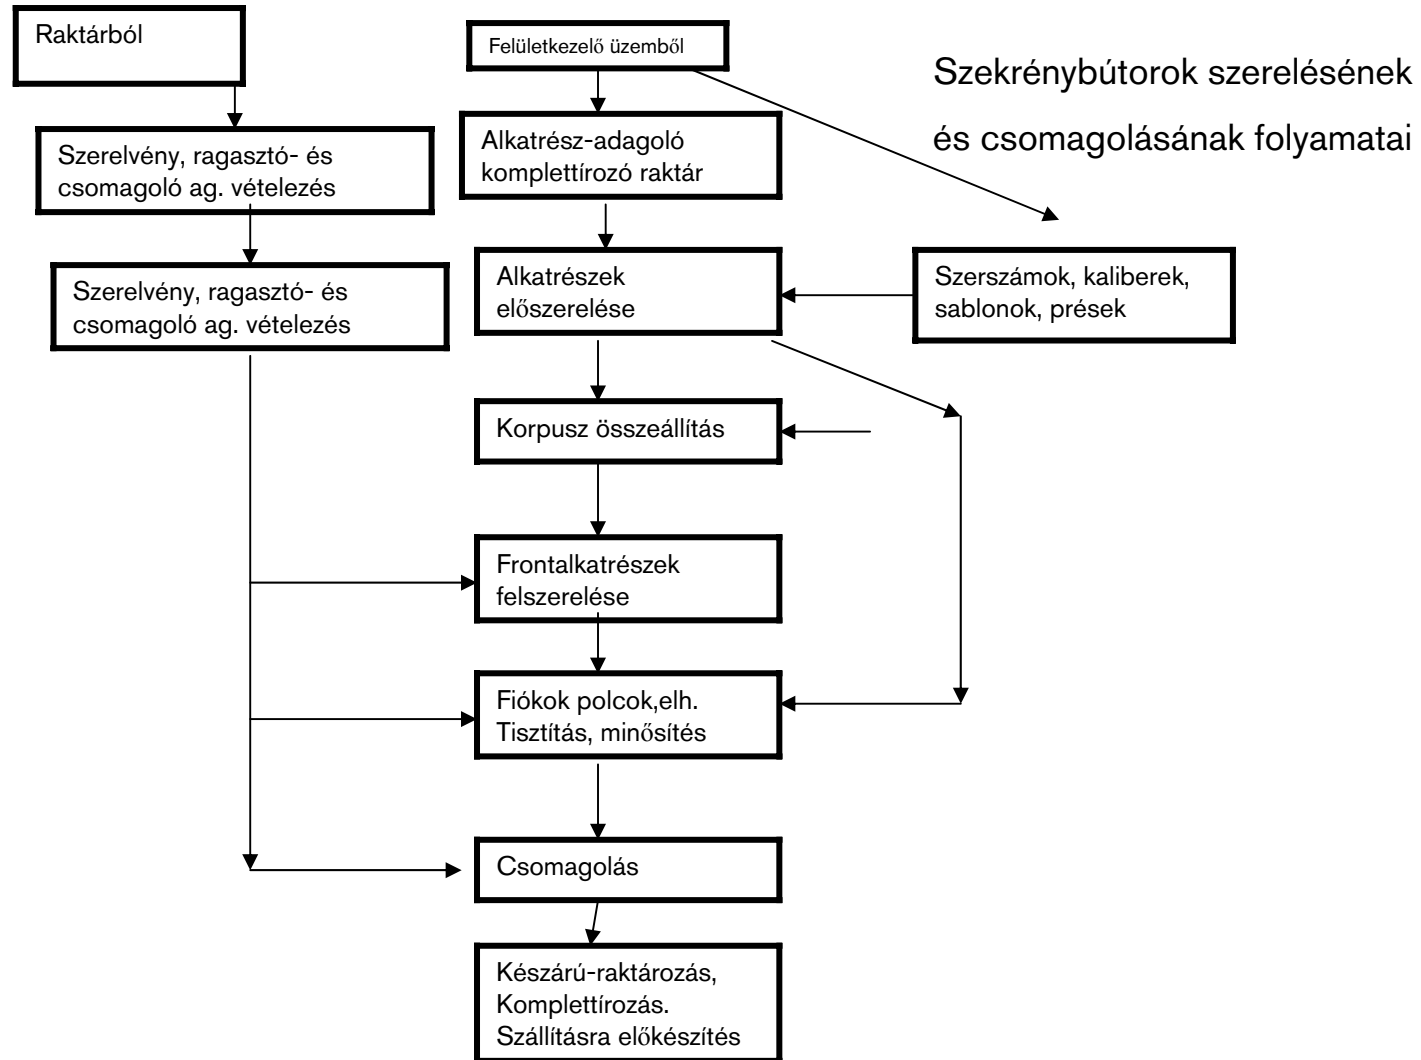 Raktárból
Felületkezelő üzemből
Szekrénybútorok szerelésének
és csomagolásának folyamatai
Szerelvény, ragasztó- és
csomagoló ag. vételezés
Alkatrész-adagoló
komplettírozó raktár
Szerelvény, ragasztó- és
csomagoló ag. vételezés
Alkatrészek
előszerelése
Szerszámok, kaliberek,
sablonok, prések
Korpusz összeállítás
Frontalkatrészek
felszerelése
Fiókok polcok,elh.
Tisztítás, minősítés
Csomagolás
Készárú-raktározás,
Komplettírozás.
Szállításra előkészítés